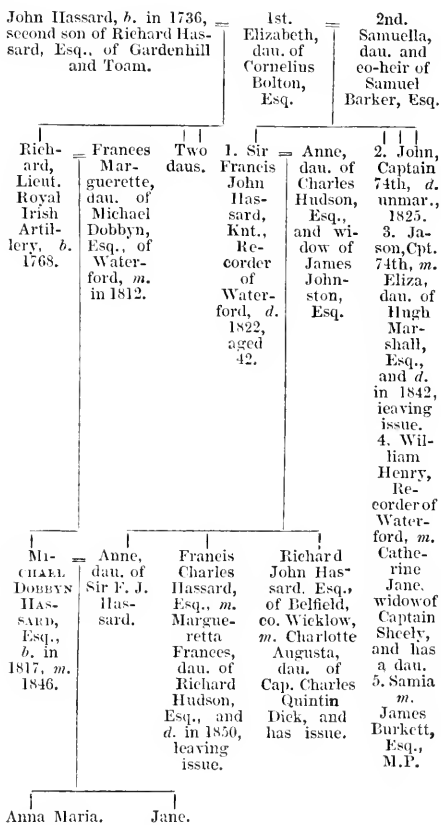 John Hassard, b. in 1736,
second son of Richard Has-
sard, Esq., of Gardenhill
and Toam.
=
1st.
Elizabeth,
dau. of
Cornelius
Bolton,
Esq.
=
2nd.
Samuella,
dau. and
co-heir of
Samuel
Barker, Esq.
Rich-
ard,
Lieut.
Royal
Irish
Artil-
lery, b.
1768.
=
Frances
Mar-
guerette,
dau. of
Michael
Dobbyn,
Esq., of
Water-
ford, m.
in 1812.
Two
daus.
1. Sir
Francis
John
Has-
sard,
Knt.,
Re-
corder
of
Water-
ford, d.
1822,
aged
42.
=
Anne,
dau. of
Charles
Hudson,
Esq.,
and wi-
dow of
James
John-
ston,
Esq.
2. John,
Captain
74th, d.
unmar.,
1825.
3. Ja-
son, Cpt.
74th, m.
Eliza,
dau. of
Hugh
Mar-
shall,
Esq.,
and d.
in 1842,
leaving
issue.
4. Wil-
liam
Henry,
Re-
corder of
Water-
ford, m.
Cathe-
rine
Jane,
widow of
Captain
Sheely,
and has
a dau.
5. Samia
m.
James
Burkett,
Esq.,
M.P.
MI-
CHAEL
DOBBYN
HAS-
SARD,
Esq.,
b. in
1817, m.
1846.
=
Anne,
dau. of
Sir F. J.
Has-
sard.
Francis
Charles
Hassard,
Esq., m.
Margue-
retta
Frances,
dau. of
Richard
Hudson,
Esq., and
d. in 1850,
leaving
issue.
Richard
John Has-
sard, Esq.,
of Belfield,
co. Wicklow,
m. Charlotte
Augusta,
dau. of
Cap. Charles
Quintin
Dick, and
has issue.
Anna Maria.
Jane.